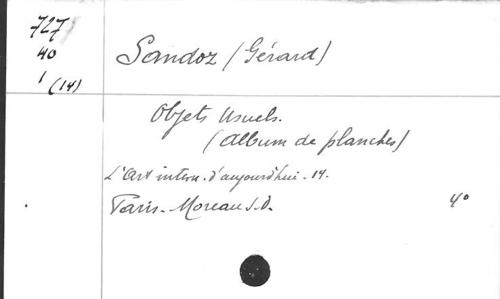 727
40
1 (14)
Sandoz (Gérard)
Objets Usuels.
(album de planches)
L'Art intern. d'aujourd'hui - 14.
Paris - Moreau S.D.
4°